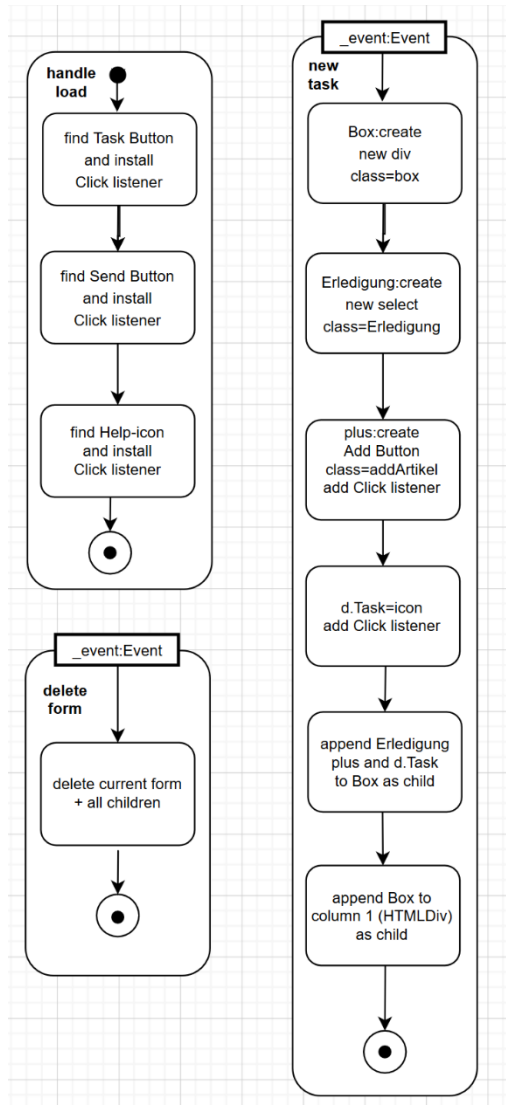 handle
load
find Task Button
and install
Click listener
find Send Button
and install
Click listener
find Help-icon
and install
Click listener
_event:Event
delete
form
delete current form
+ all children
_event:Event
new
task
Box:create
new div
class=box
Erledigung:create
new select
class=Erledigung
plus:create
Add Button
class=addArtikel
add Click listener
d.Task=icon
add Click listener
append Erledigung
plus and d.Task
to Box as child
append Box to
column 1 (HTMLDiv)
as child